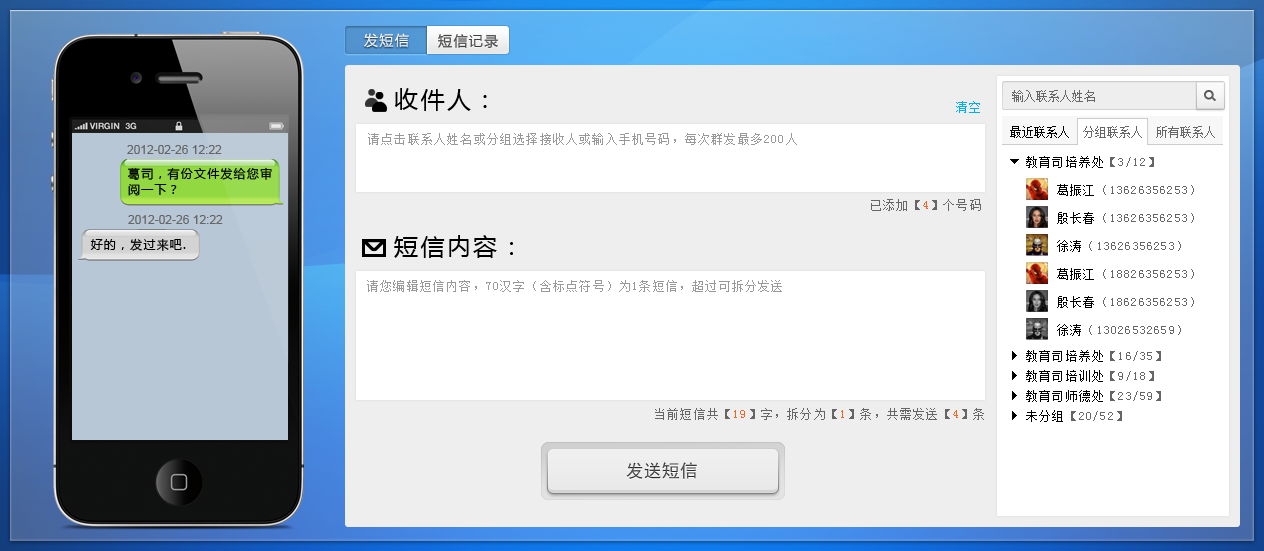 VIRGIN 3G
2012-02-26 12:22
葛司，有份文件发给您审
阅一下？
2012-02-26 12:22
好的，发过来吧.
发短信 短信记录
收件人：
清空
请点击联系人姓名或分组选择接收人或输入手机号码，每次群发最多200人
已添加【4】个号码
短信内容：
请您编辑短信内容，70汉字（含标点符号）为1条短信，超过可拆分发送
当前短信共【19】字，拆分为【1】条，共需发送【4】条
发送短信
输入联系人姓名
最近联系人 分组联系人 所有联系人
教育司培养处【3/12】
葛振江（13626356253）
殷长春（13626356253）
徐涛（13626356253）
葛振江（18826356253）
殷长春（18626356253）
徐涛（13026532659）
教育司培养处【16/35】
教育司培训处【9/18】
教育司师德处【23/59】
未分组【20/52】